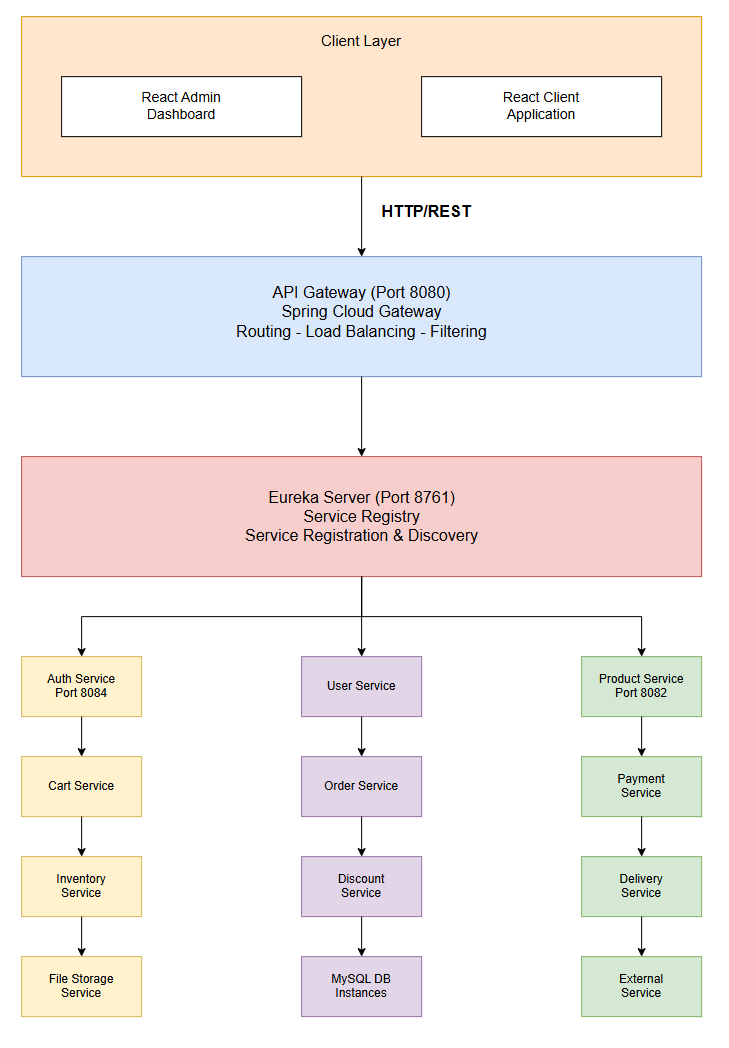 Client Layer
React Admin
Dashboard
React Client
Application
HTTP/REST
API Gateway (Port 8080)
Spring Cloud Gateway
Routing - Load Balancing - Filtering
Eureka Server (Port 8761)
Service Registry
Service Registration & Discovery
Auth Service
Port 8084
User Service
Product Service
Port 8082
Cart Service
Order Service
Payment
Service
Inventory
Service
Discount
Service
Delivery
Service
File Storage
Service
MySQL DB
Instances
External
Service